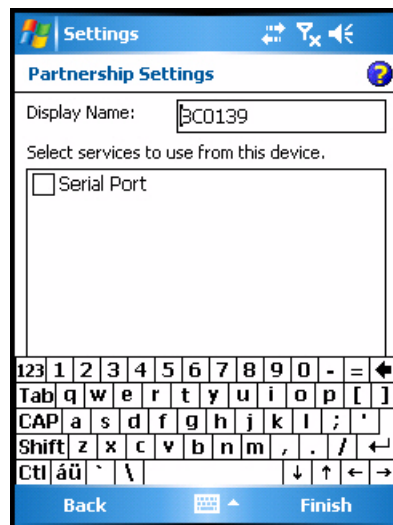 Settings
Partnership Settings
Display Name: 3C0139
Select services to use from this device.
Serial Port
123 1 2 3 4 5 6 7 8 9 0 - =
Tab q w e r t y u i o p [ ]
CAP a s d f g h j k l ; '
Shift z x c v b n m , . /
Ctl áü ` \
Back Finish